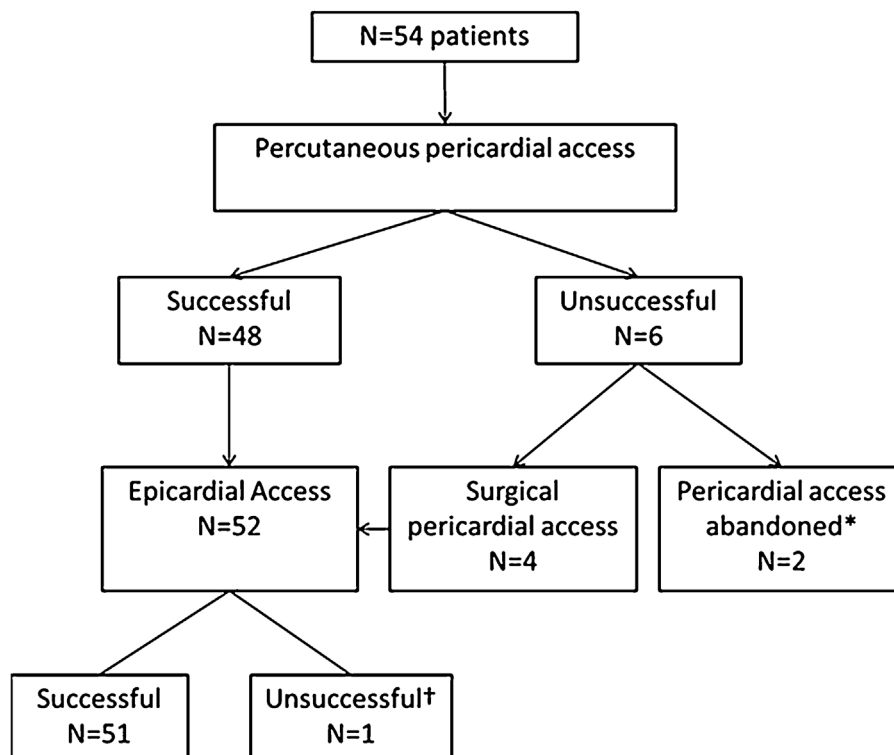 N=54 patients
Percutaneous pericardial access
Successful
N=48
Unsuccessful
N=6
Epicardial Access
N=52
Surgical
pericardial access
N=4
Pericardial access
abandoned*
N=2
Successful
N=51
Unsuccessful†
N=1